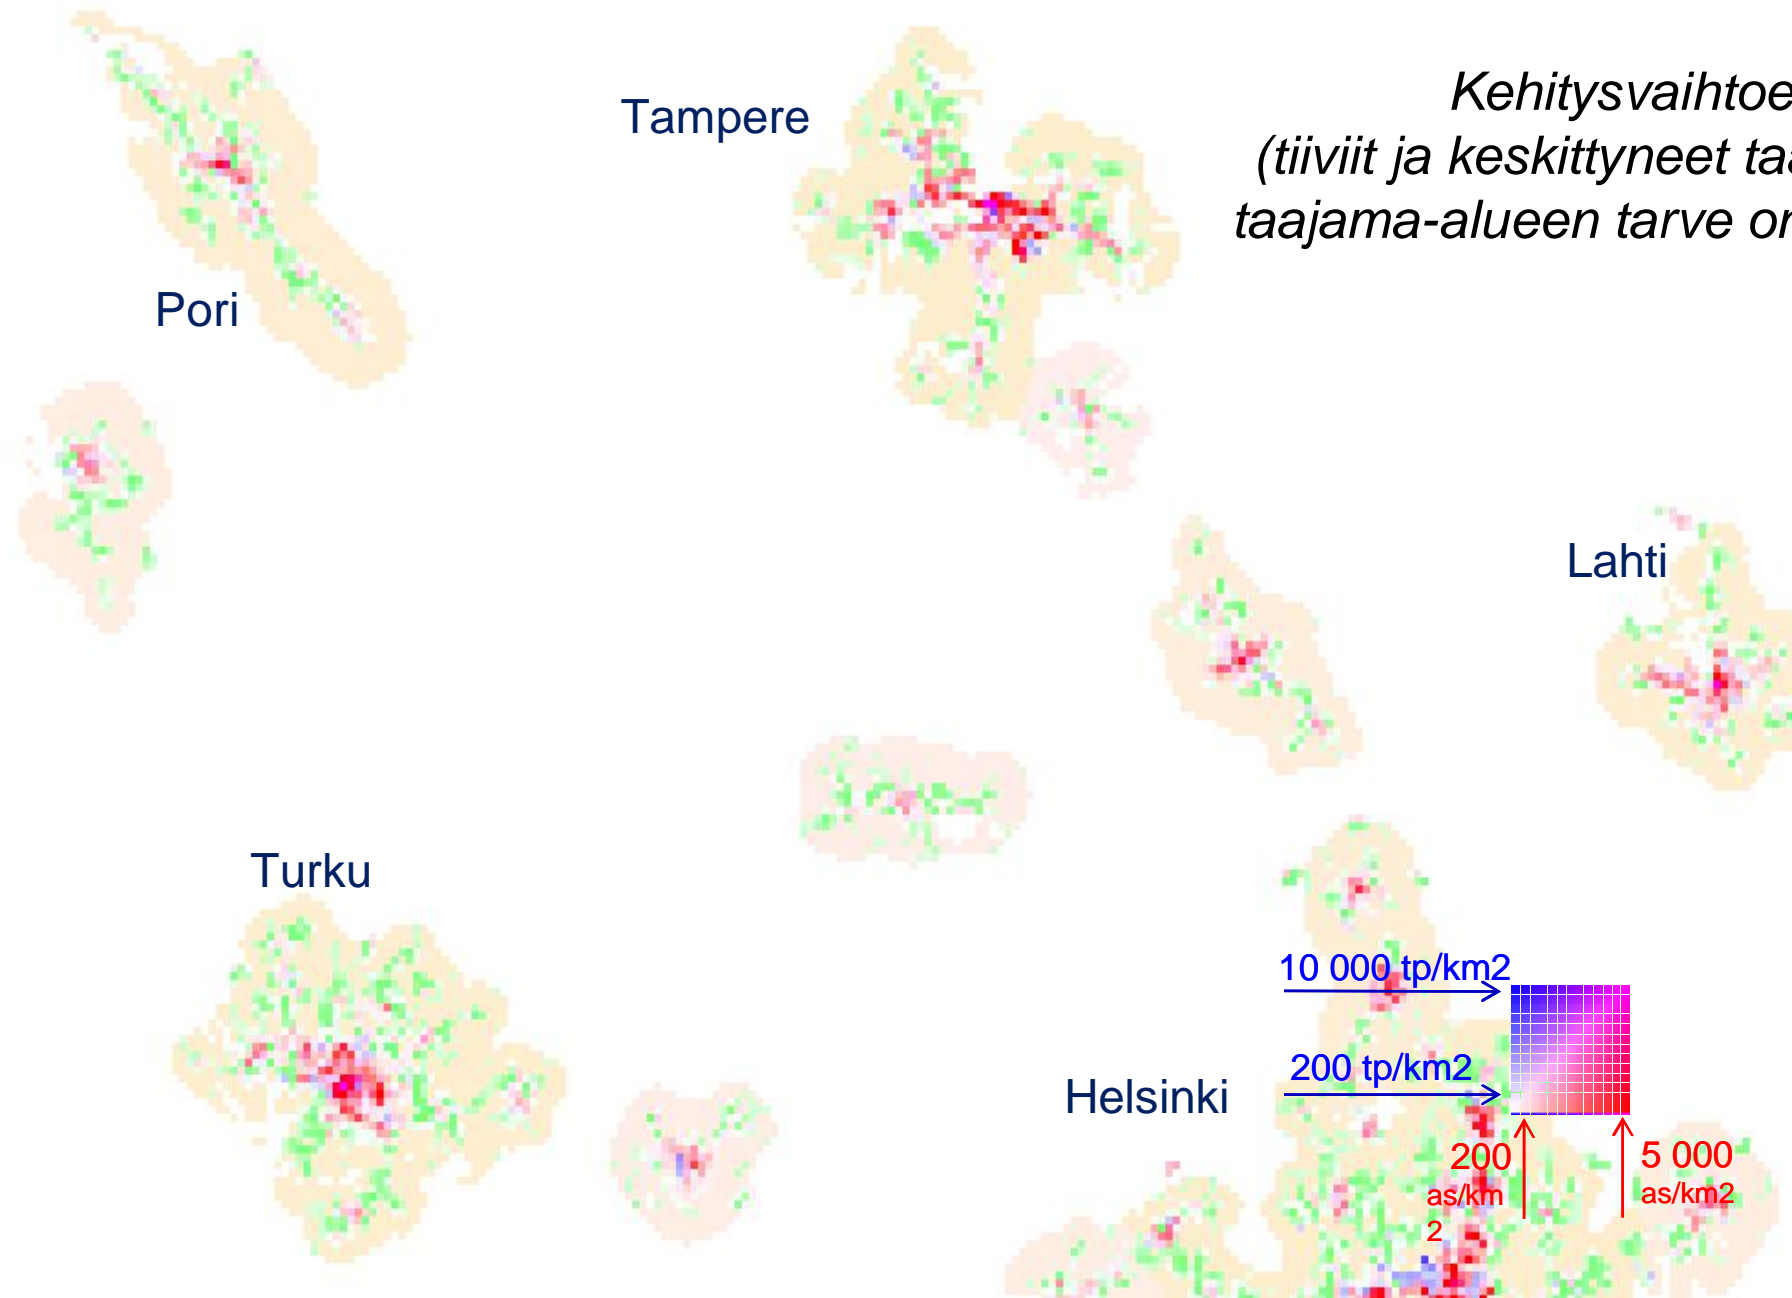 Kehitysvaihtoe
(tiiviit ja keskittyneet taa
taajama-alueen tarve on
Tampere
Pori
Lahti
Turku
Helsinki
10 000 tp/km2
200 tp/km2
200
as/km
2
5 000
as/km2